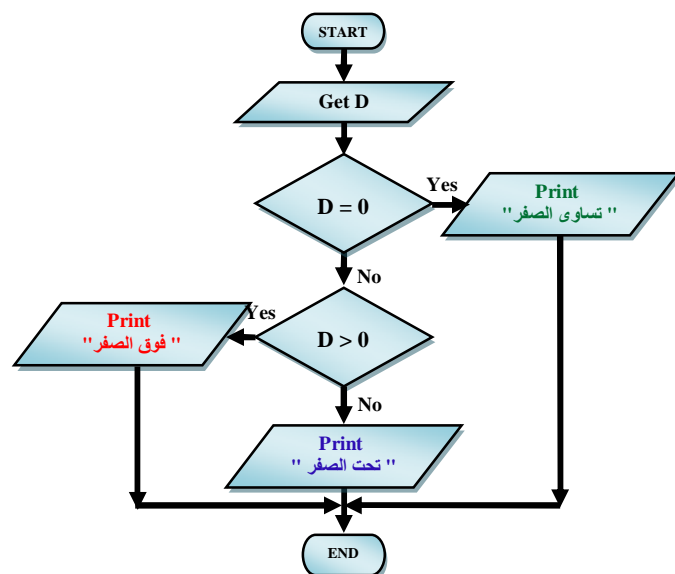 START
Get D
D = 0
Yes
Print
" تساوى الصفر"
No
D > 0
Yes
Print
" فوق الصفر"
No
Print
" تحت الصفر "
END